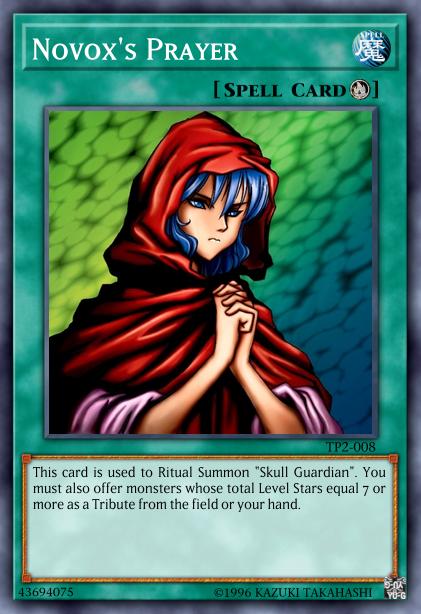 Novox's Prayer
SPELL
魔
[Spell Card]
TP2-008
This card is used to Ritual Summon "Skull Guardian". You
must also offer monsters whose total Level Stars equal 7 or
more as a Tribute from the field or your hand.
43694075
©1996 KAZUKI TAKAHASHI